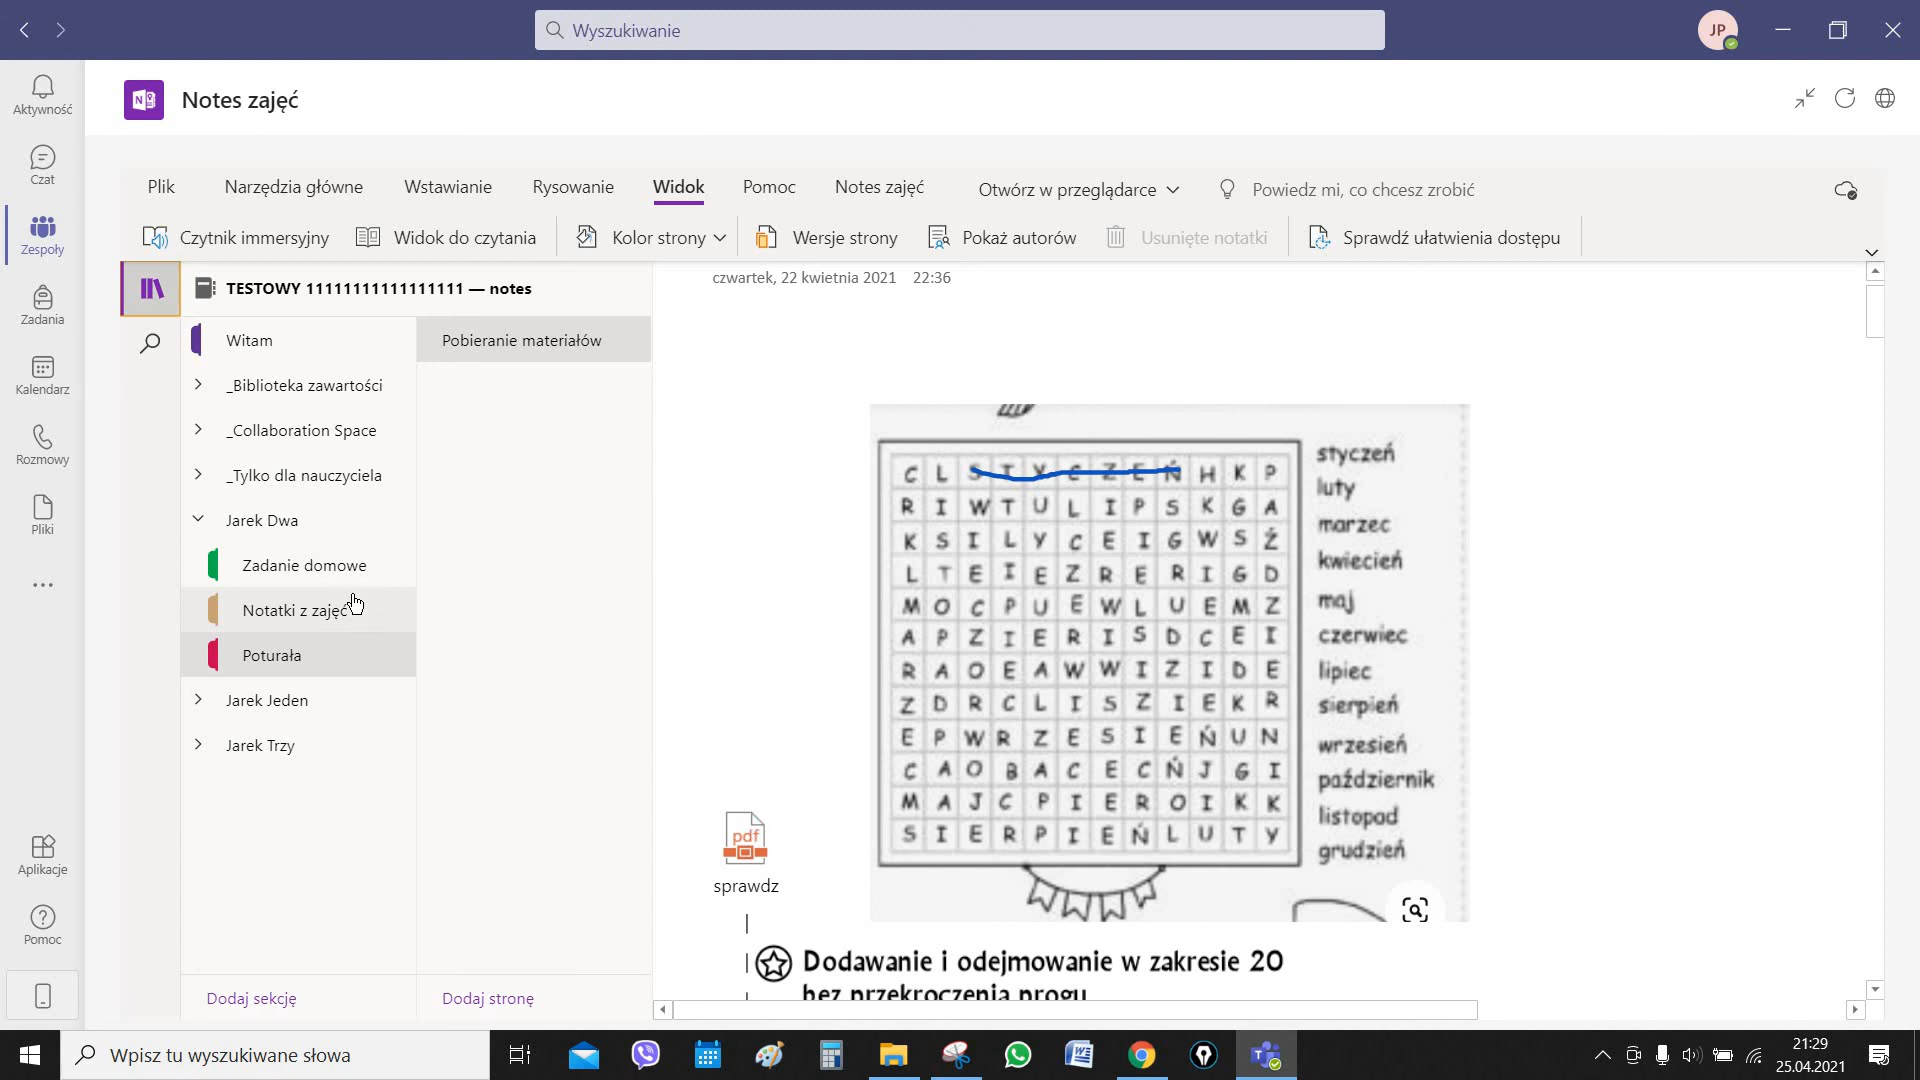 Wyszukiwanie
JP
Aktywność
Czat
Zespoły
Zadania
Kalendarz
Rozmowy
Pliki
Aplikacje
Pomoc
Notes zajęć
Plik Narzędzia główne Wstawianie Rysowanie Widok Pomoc Notes zajęć Otwórz w przeglądarce Powiedz mi, co chcesz zrobić
Czytnik immersyjny Widok do czytania Kolor strony Wersje strony Pokaż autorów Usunięte notatki Sprawdź ułatwienia dostępu
TESTOWY 11111111111111111 — notes
Witam
_Biblioteka zawartości
_Collaboration Space
_Tylko dla nauczyciela
Jarek Dwa
Zadanie domowe
Notatki z zajęć
Poturała
Jarek Jeden
Jarek Trzy
Dodaj sekcję
Pobieranie materiałów
Dodaj stronę
czwartek, 22 kwietnia 2021 22:36
C L S T Y C Z E Ń H K P
R I W T U L I P S K G A
K S I L Y C E I G W S Ź
L T E I E Z R E R I G D
M O C P U E W L U E M Z
A P Z I E R I S D C E I
R A O E A W W I Z I D E
Z D R C L I S Z I E K R
E P W R Z E S I E Ń U N
C A O B A C E C Ń J G I
M A J C P I E R O I K K
S I E R P I E Ń L U T Y
styczeń
luty
marzec
kwiecień
maj
czerwiec
lipiec
sierpień
wrzesień
październik
listopad
grudzień
pdf
sprawdz
Dodawanie i odejmowanie w zakresie 20
bez przekroczenia progu
Wpisz tu wyszukiwane słowa
21:29
25.04.2021